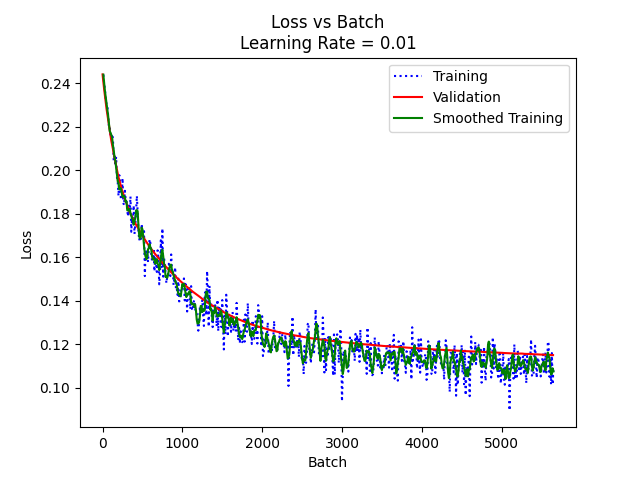 Loss vs Batch
Learning Rate = 0.01
Training
Validation
Smoothed Training
0.24
0.22
0.20
0.18
0.16
0.14
0.12
0.10
Loss
0 1000 2000 3000 4000 5000
Batch